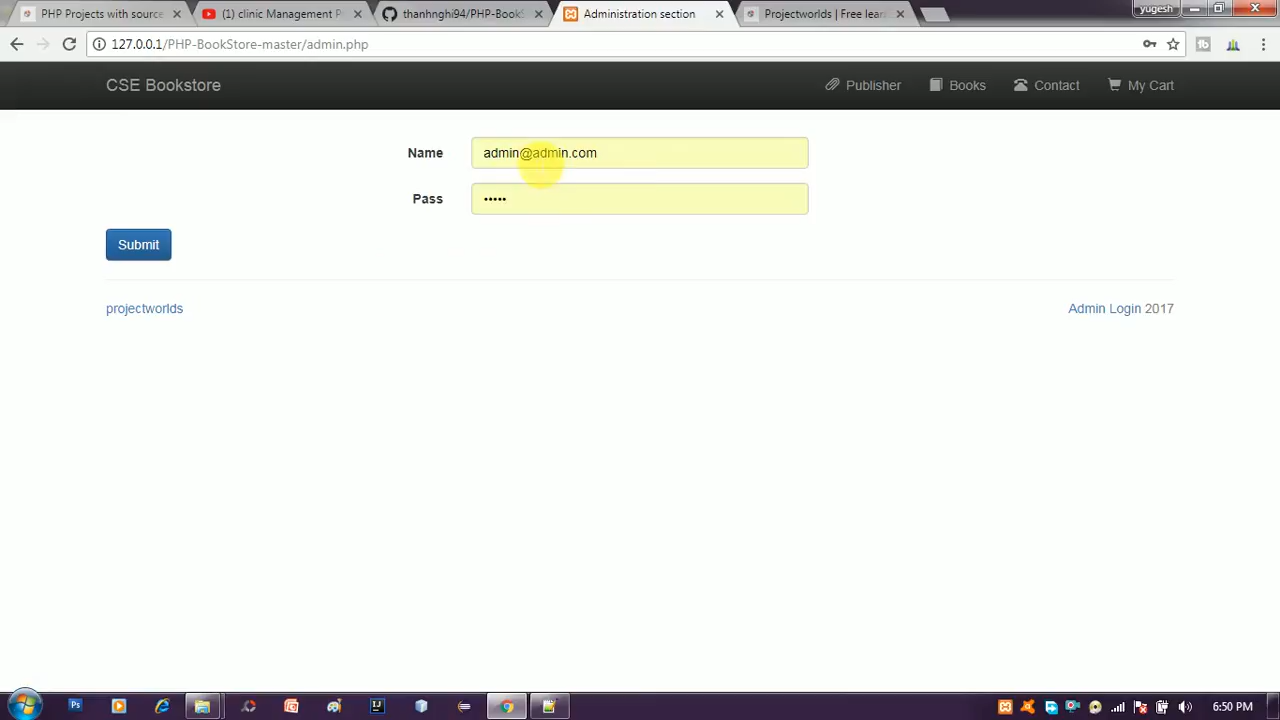 PHP Projects with source
(1) clinic Management P
thanhnghi94/PHP-BookS
Administration section
Projectworlds | Free lear
yugesh
127.0.0.1/PHP-BookStore-master/admin.php
CSE Bookstore
Publisher
Books
Contact
My Cart
Name
admin@admin.com
Pass
•••••
Submit
projectworlds
Admin Login 2017
6:50 PM